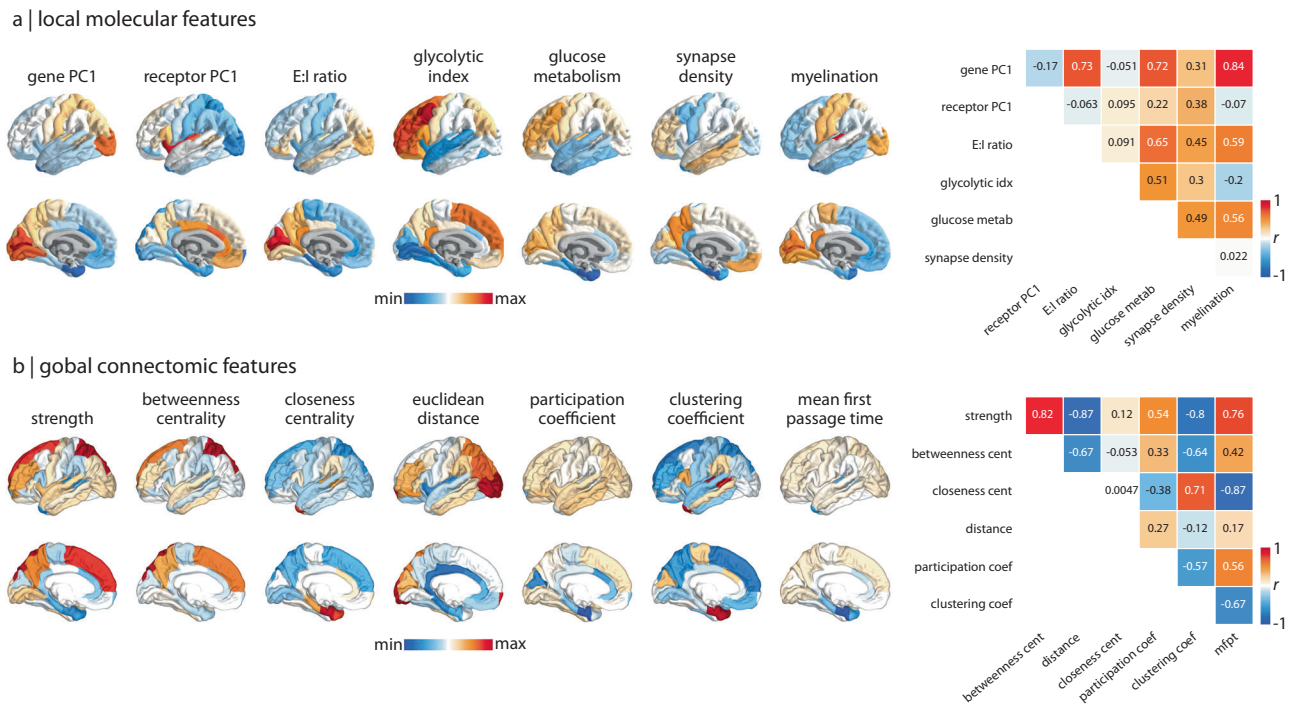 a | local molecular features
gene PC1
receptor PC1
E:I ratio
glycolytic
index
glucose
metabolism
synapse
density
myelination
min
max
gene PC1
-0.17
0.73
-0.051
0.72
0.31
0.84
receptor PC1
-0.063
0.095
0.22
0.38
-0.07
E:I ratio
0.091
0.65
0.45
0.59
glycolytic idx
0.51
0.3
-0.2
glucose metab
0.49
0.56
synapse density
0.022
1
r
-1
receptor PC1
E:I ratio
glycolytic idx
glucose metab
synapse density
myelination
b | gobal connectomic features
strength
betweenness
centrality
closeness
centrality
euclidean
distance
participation
coefficient
clustering
coefficient
mean first
passage time
min
max
strength
0.82
-0.87
0.12
0.54
-0.8
0.76
betweenness cent
-0.67
-0.053
0.33
-0.64
0.42
closeness cent
0.0047
-0.38
0.71
-0.87
distance
0.27
-0.12
0.17
participation coef
-0.57
0.56
clustering coef
-0.67
1
r
-1
betweenness cent
distance
closeness cent
participation coef
clustering coef
mfpt